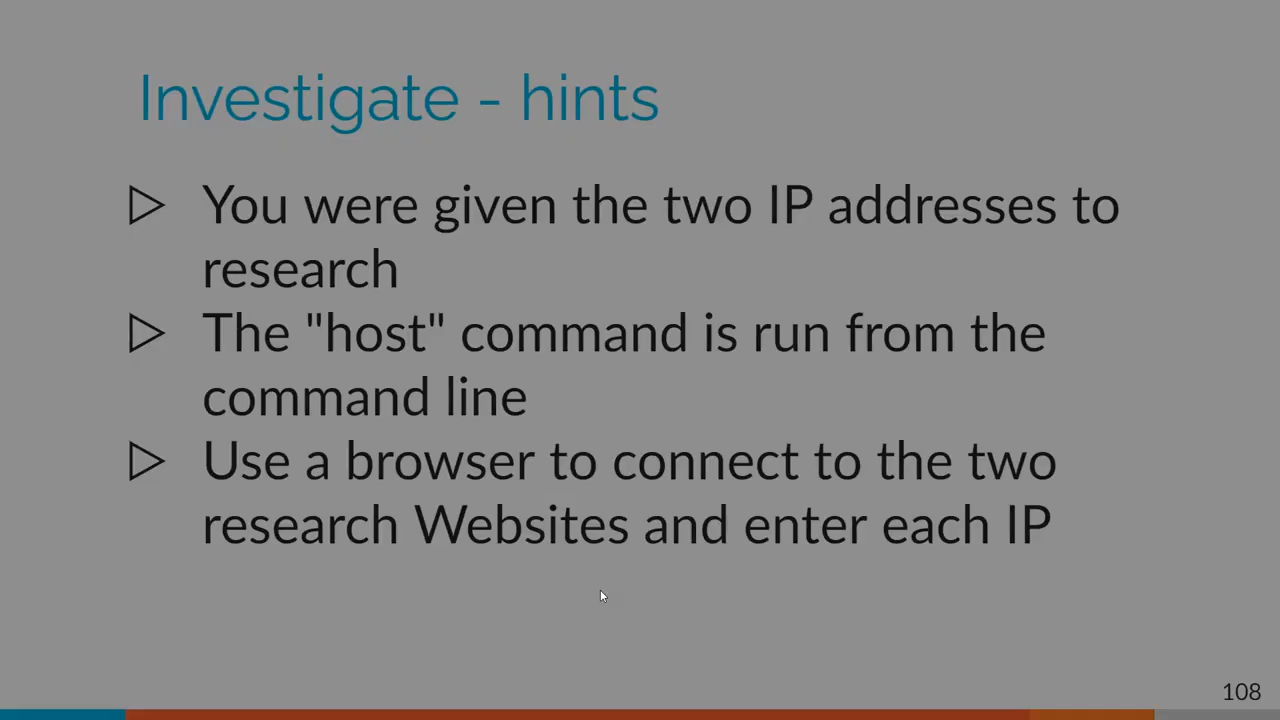 Investigate - hints
You were given the two IP addresses to
research
The "host" command is run from the
command line
Use a browser to connect to the two
research Websites and enter each IP
108